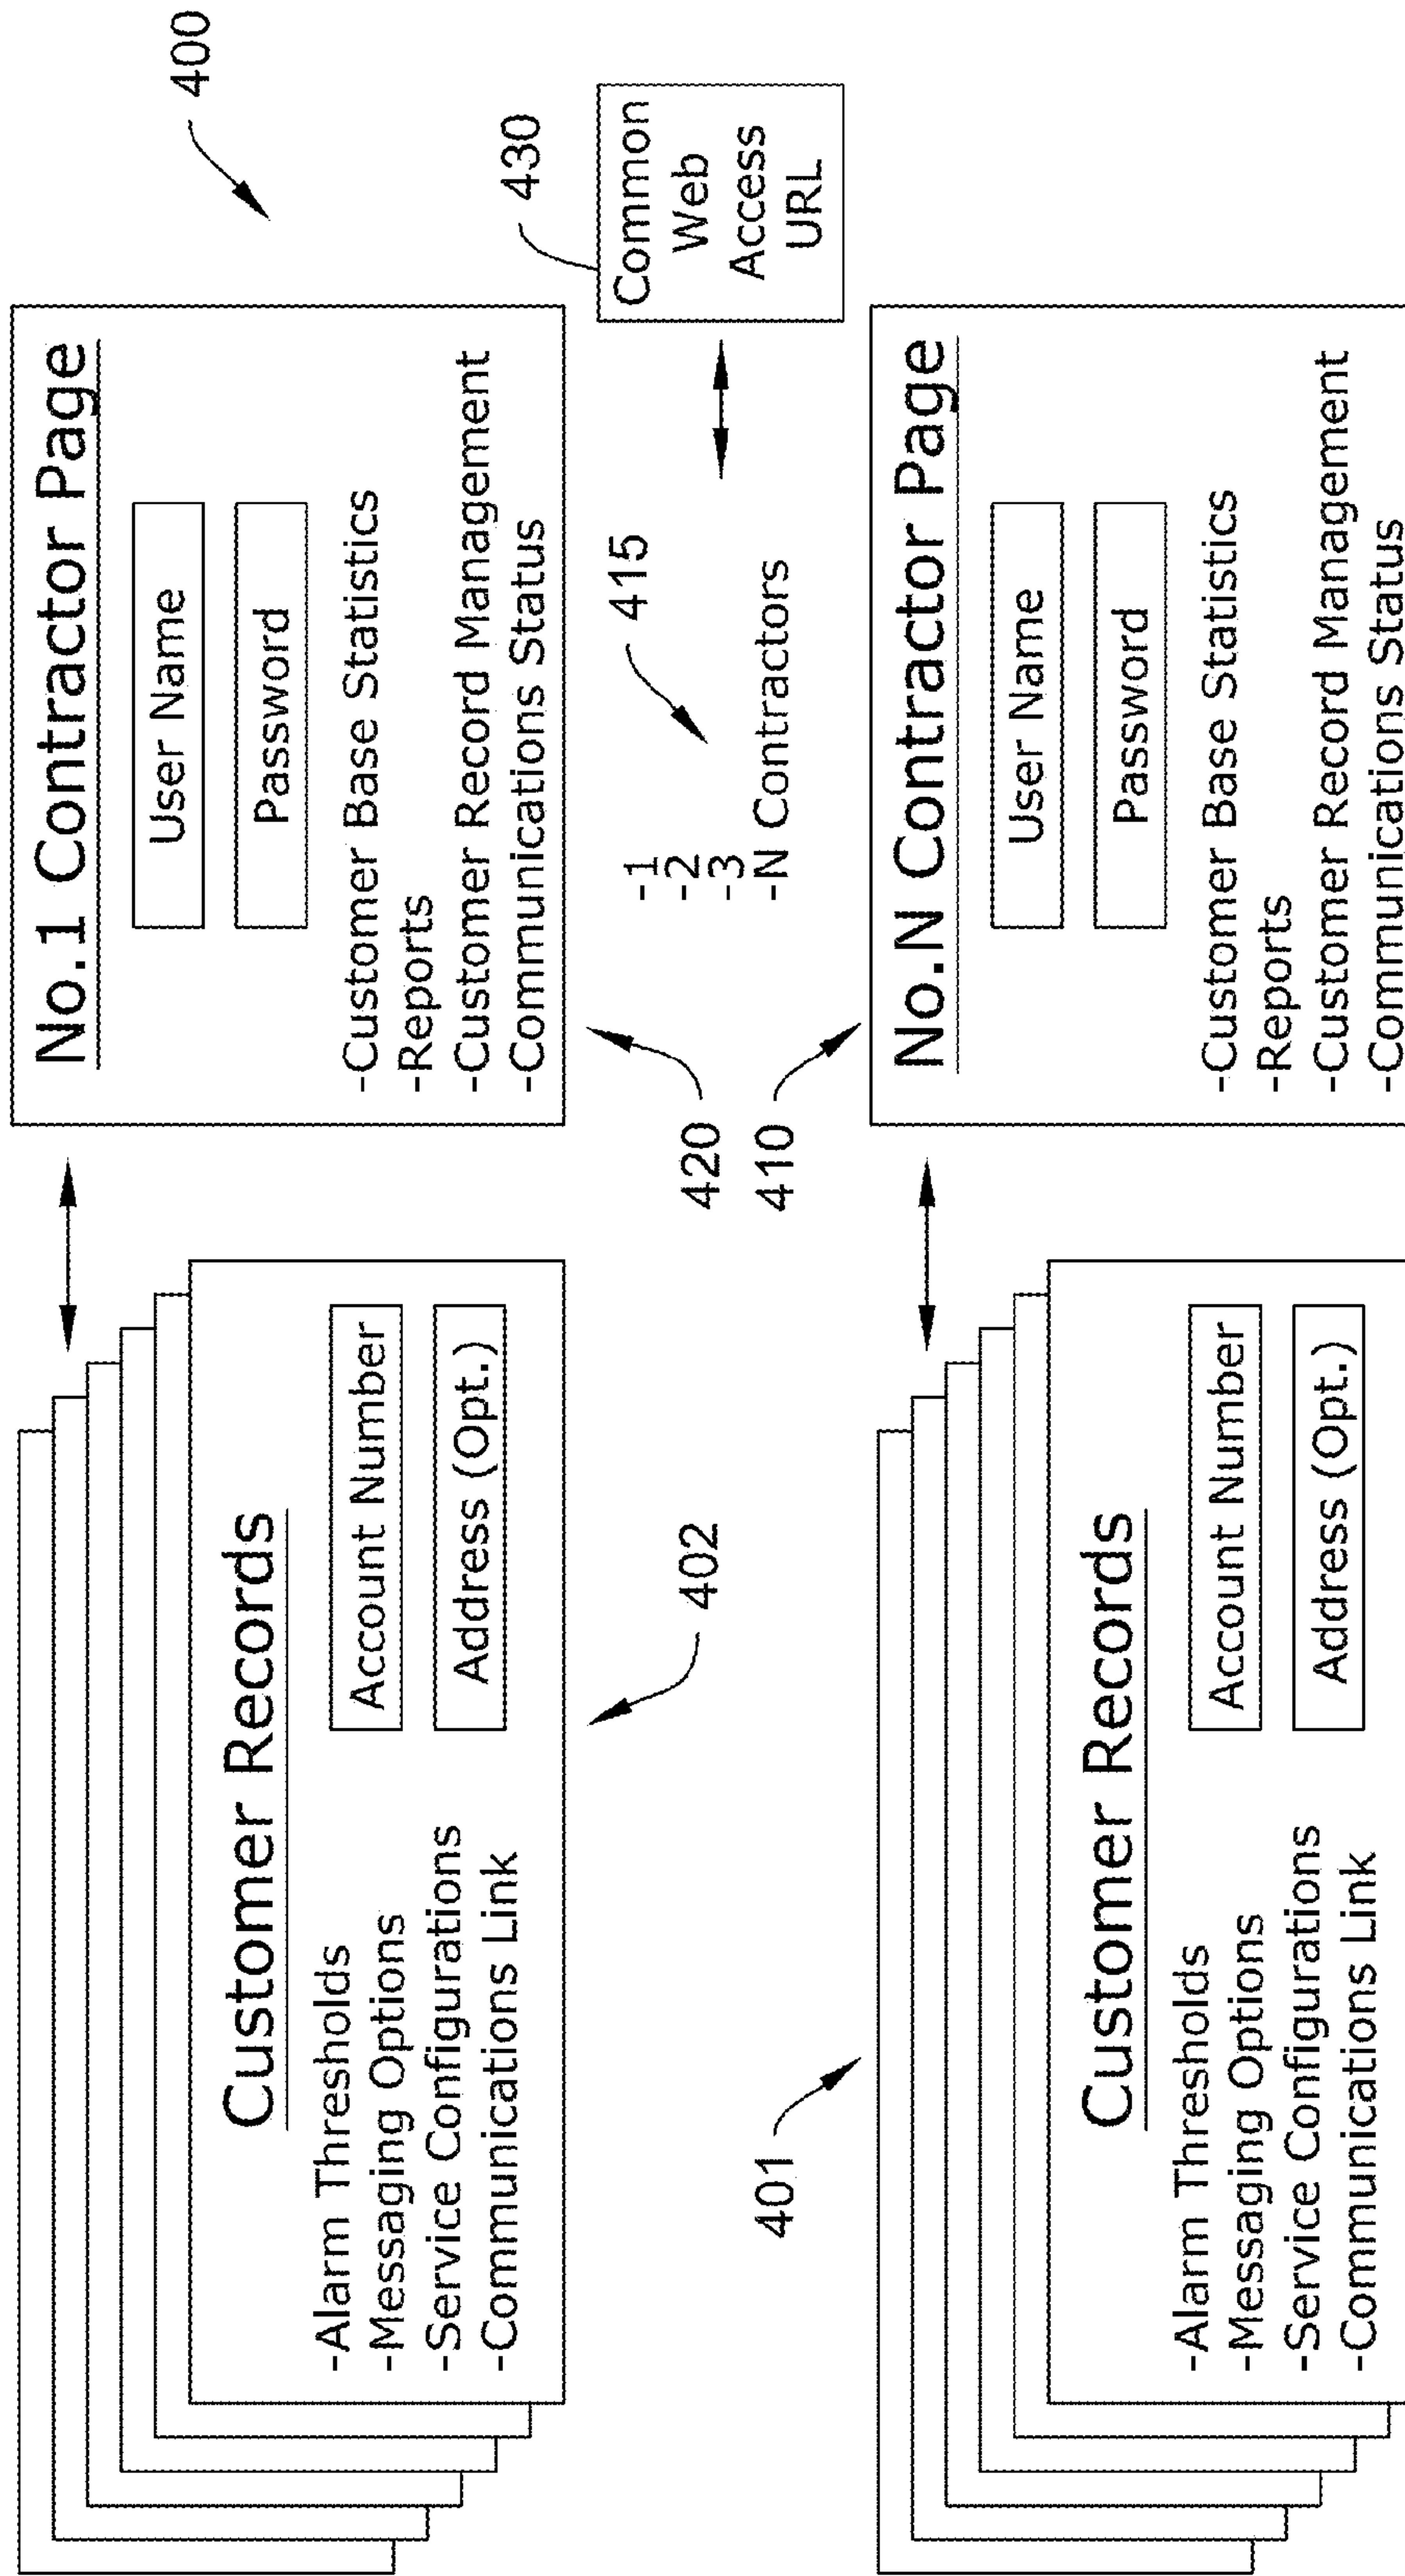 400
No.1 Contractor Page
User Name
Password
-Customer Base Statistics
-Reports
-Customer Record Management
-Communications Status
Customer Records
Account Number
Address (Opt.)
-Alarm Thresholds
-Messaging Options
-Service Configurations
-Communications Link
402
420
410
401
415
-1
-2
-3
-N Contractors
430
Common
Web
Access
URL
No.N Contractor Page
User Name
Password
-Customer Base Statistics
-Reports
-Customer Record Management
-Communications Status
Customer Records
Account Number
Address (Opt.)
-Alarm Thresholds
-Messaging Options
-Service Configurations
-Communications Link